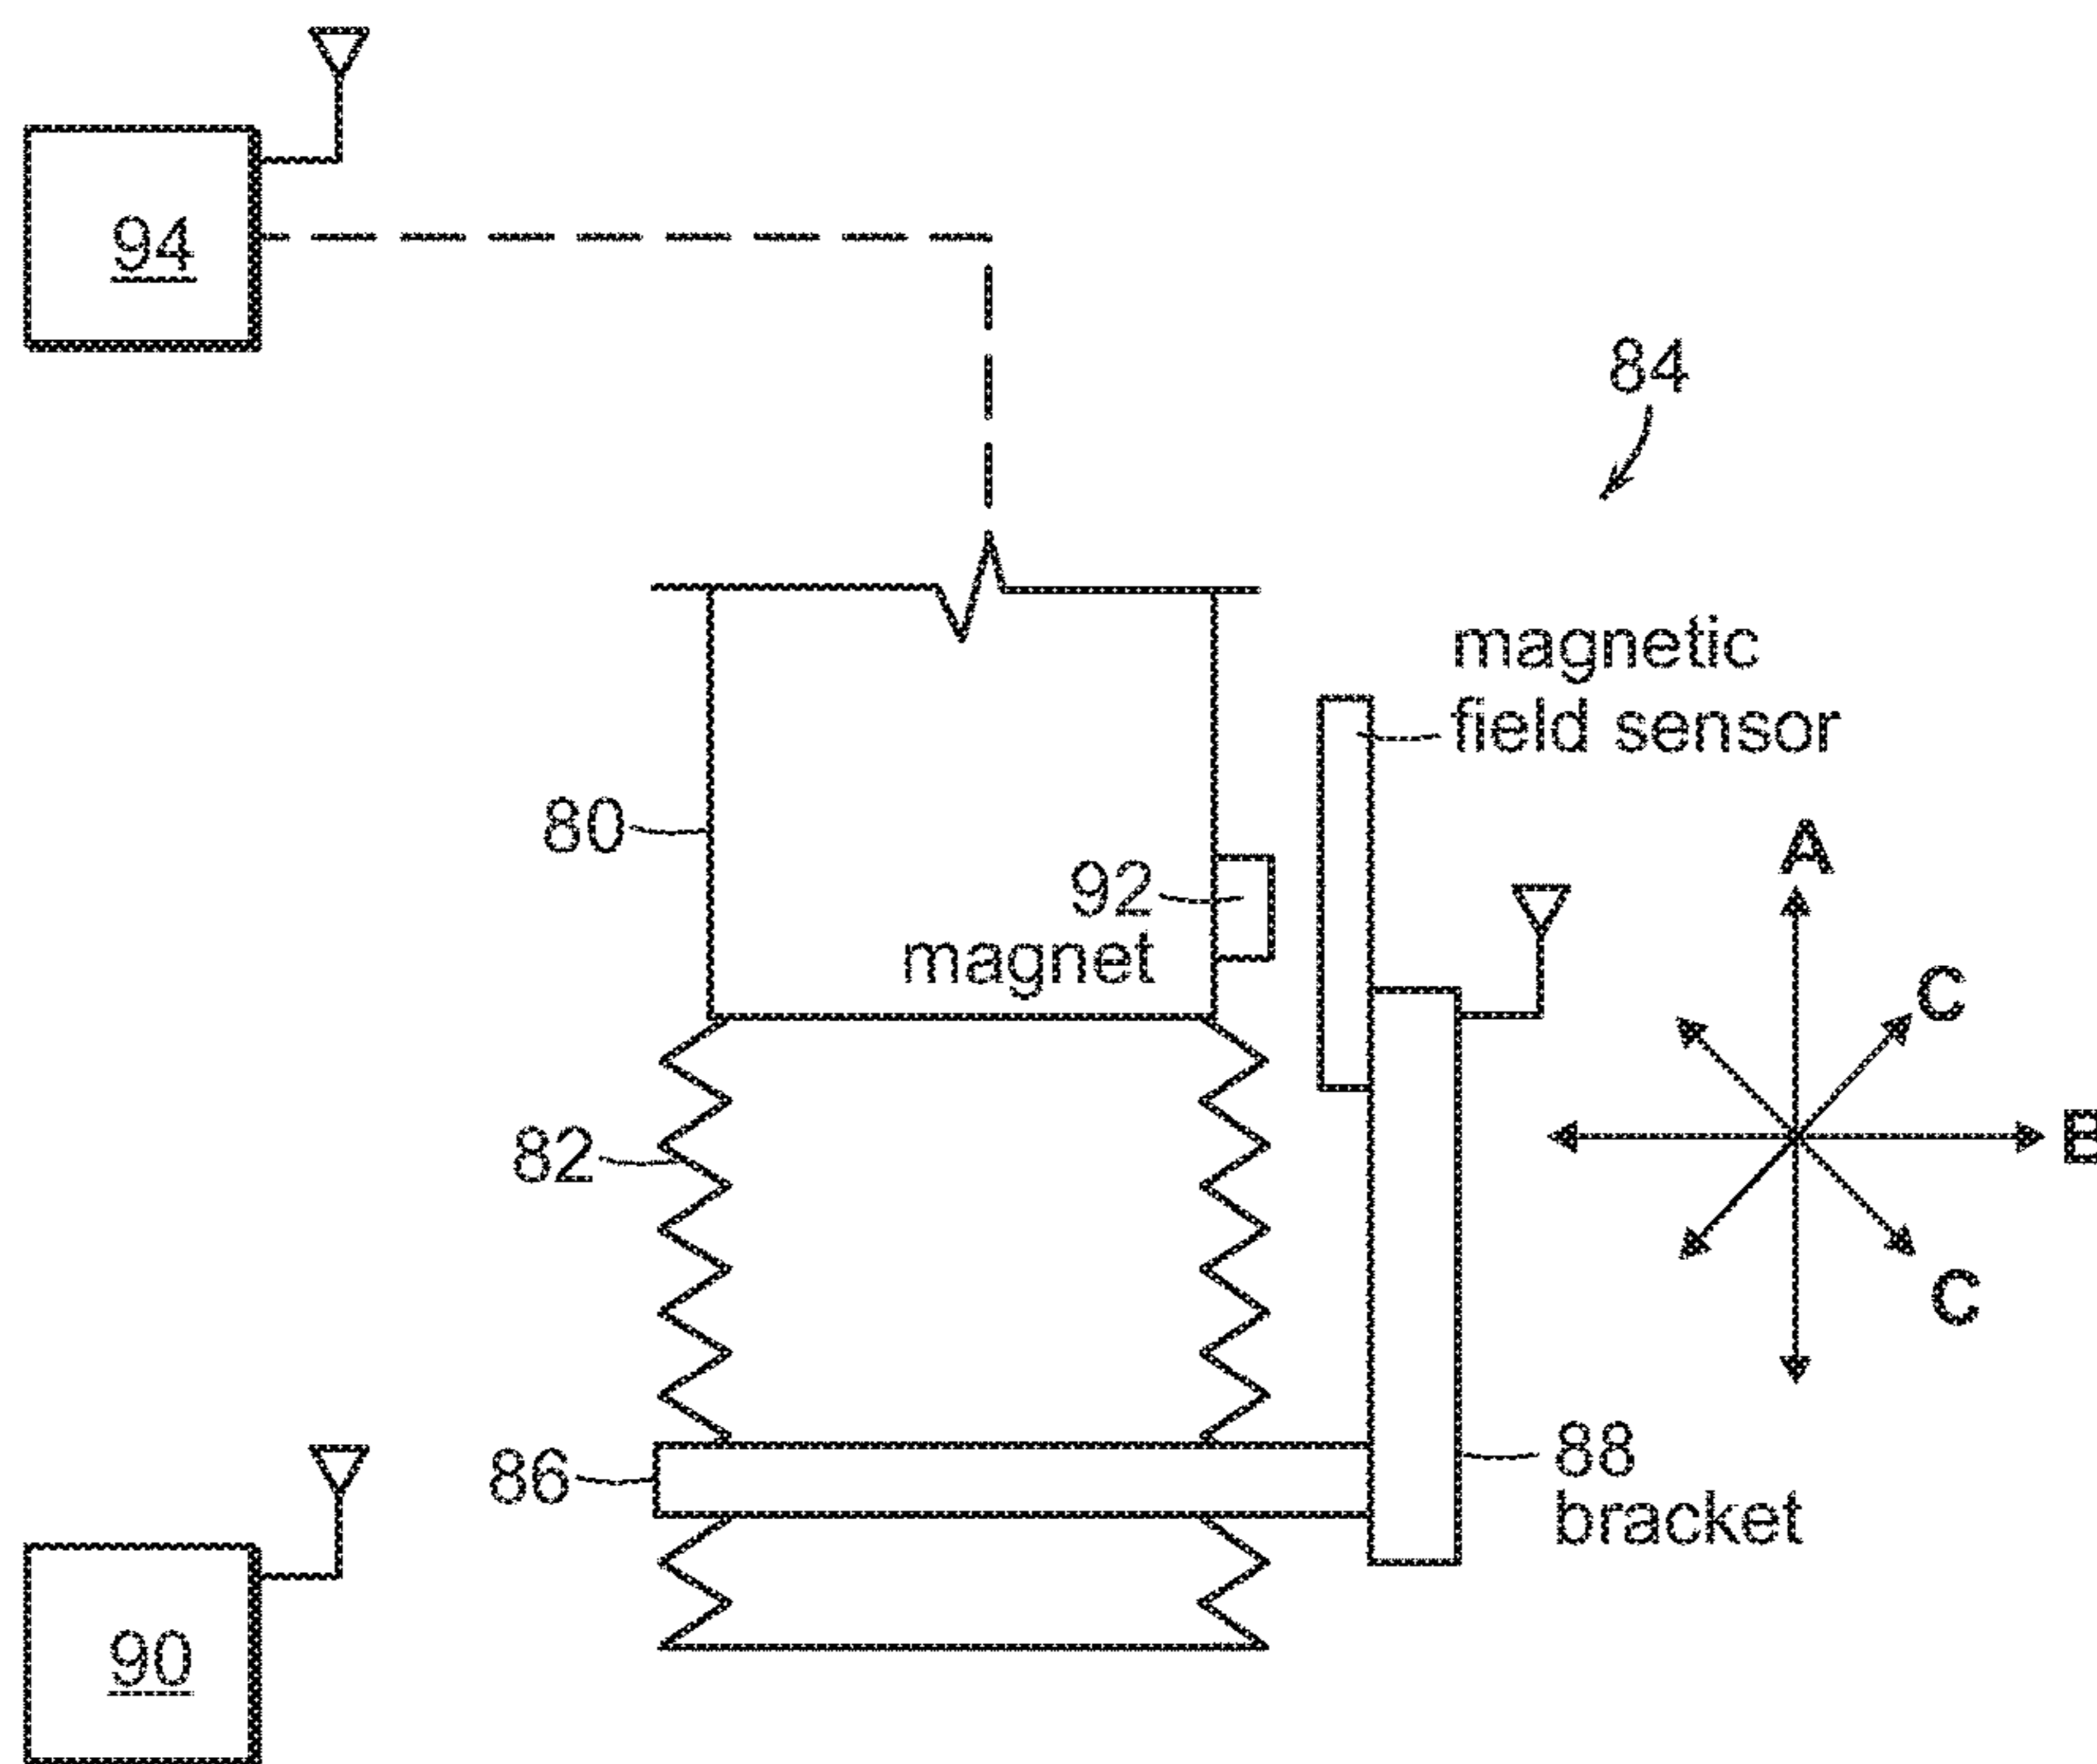 94
84
magnetic
field sensor
80
92
magnet
A
C
B
82
C
86
88
bracket
90